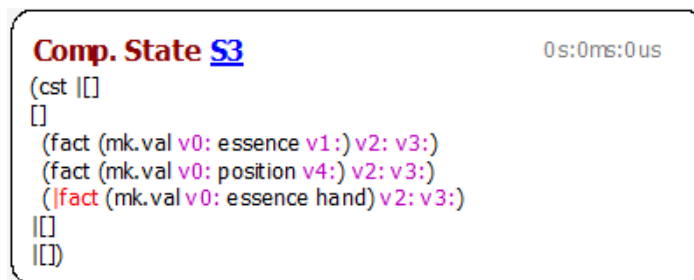 Comp. State S3 0s:0ms:0us
(cst |[]
[]
(fact (mk.val v0: essence v1:) v2: v3:)
(fact (mk.val v0: position v4:) v2: v3:)
(|fact (mk.val v0: essence hand) v2: v3:)
|[]
|[])